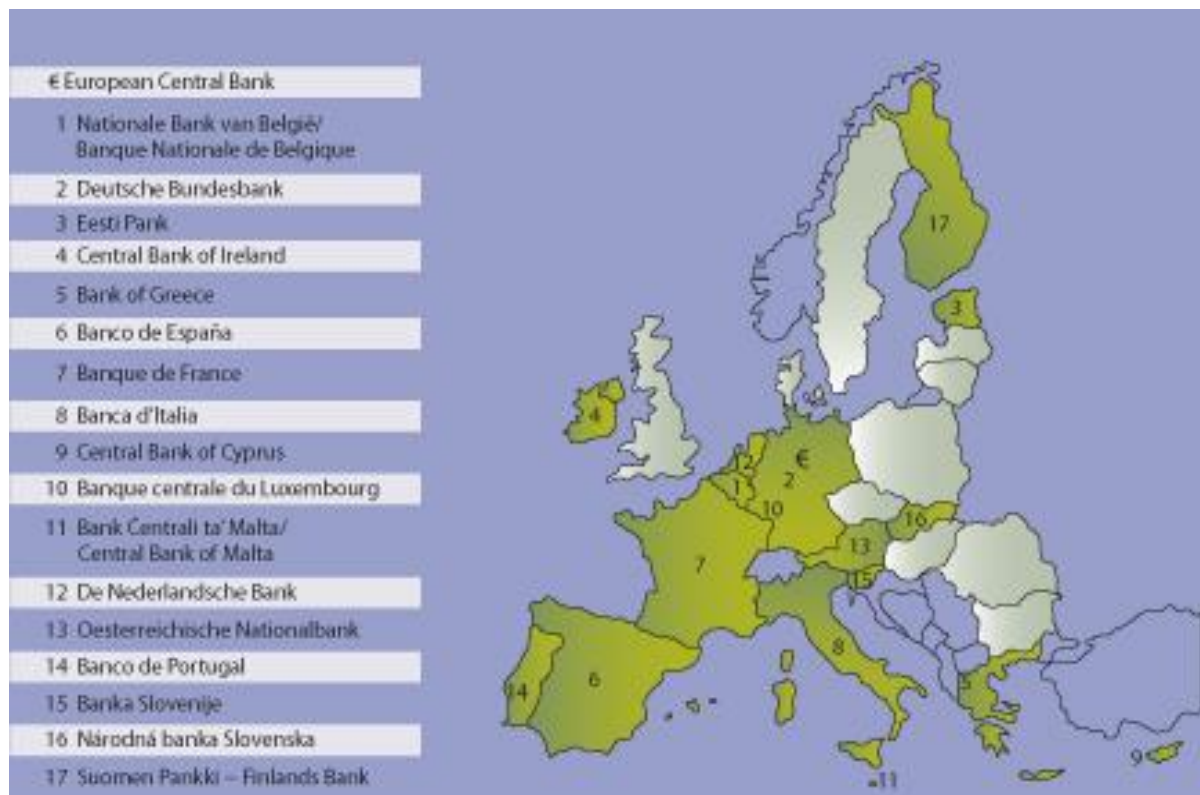 € European Central Bank
1 Nationale Bank van België/
Banque Nationale de Belgique
2 Deutsche Bundesbank
3 Eesti Pank
4 Central Bank of Ireland
5 Bank of Greece
6 Banco de España
7 Banque de France
8 Banca d'Italia
9 Central Bank of Cyprus
10 Banque centrale du Luxembourg
11 Bank Ċentrali ta' Malta/
Central Bank of Malta
12 De Nederlandsche Bank
13 Oesterreichische Nationalbank
14 Banco de Portugal
15 Banka Slovenije
16 Národná banka Slovenska
17 Suomen Pankki – Finlands Bank
17
3
4
12
€
1
2
10
16
13
7
15
8
6
14
5
9
11